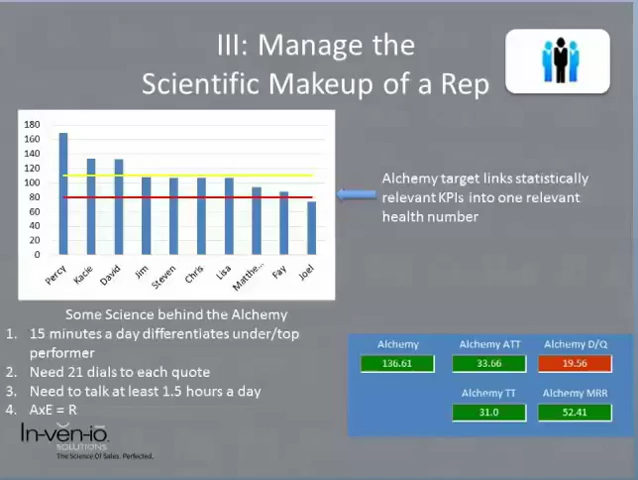 III: Manage the
Scientific Makeup of a Rep
180
160
140
120
100
80
60
40
20
0
Percy
Kacie
David
Jim
Steven
Chris
Lisa
Matthe...
Fay
Joel
Alchemy target links statistically
relevant KPIs into one relevant
health number
Some Science behind the Alchemy
1. 15 minutes a day differentiates under/top
performer
2. Need 21 dials to each quote
3. Need to talk at least 1.5 hours a day
4. AxE = R
Alchemy Alchemy ATT Alchemy D/Q
136.61 33.66 19.56
Alchemy TT Alchemy MRR
31.0 52.41
In-ven-io
SOLUTIONS
The Science Of Sales. Perfected.